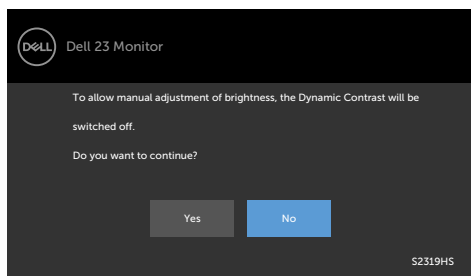 DELL
Dell 23 Monitor
To allow manual adjustment of brightness, the Dynamic Contrast will be
switched off.
Do you want to continue?
Yes
No
S2319HS